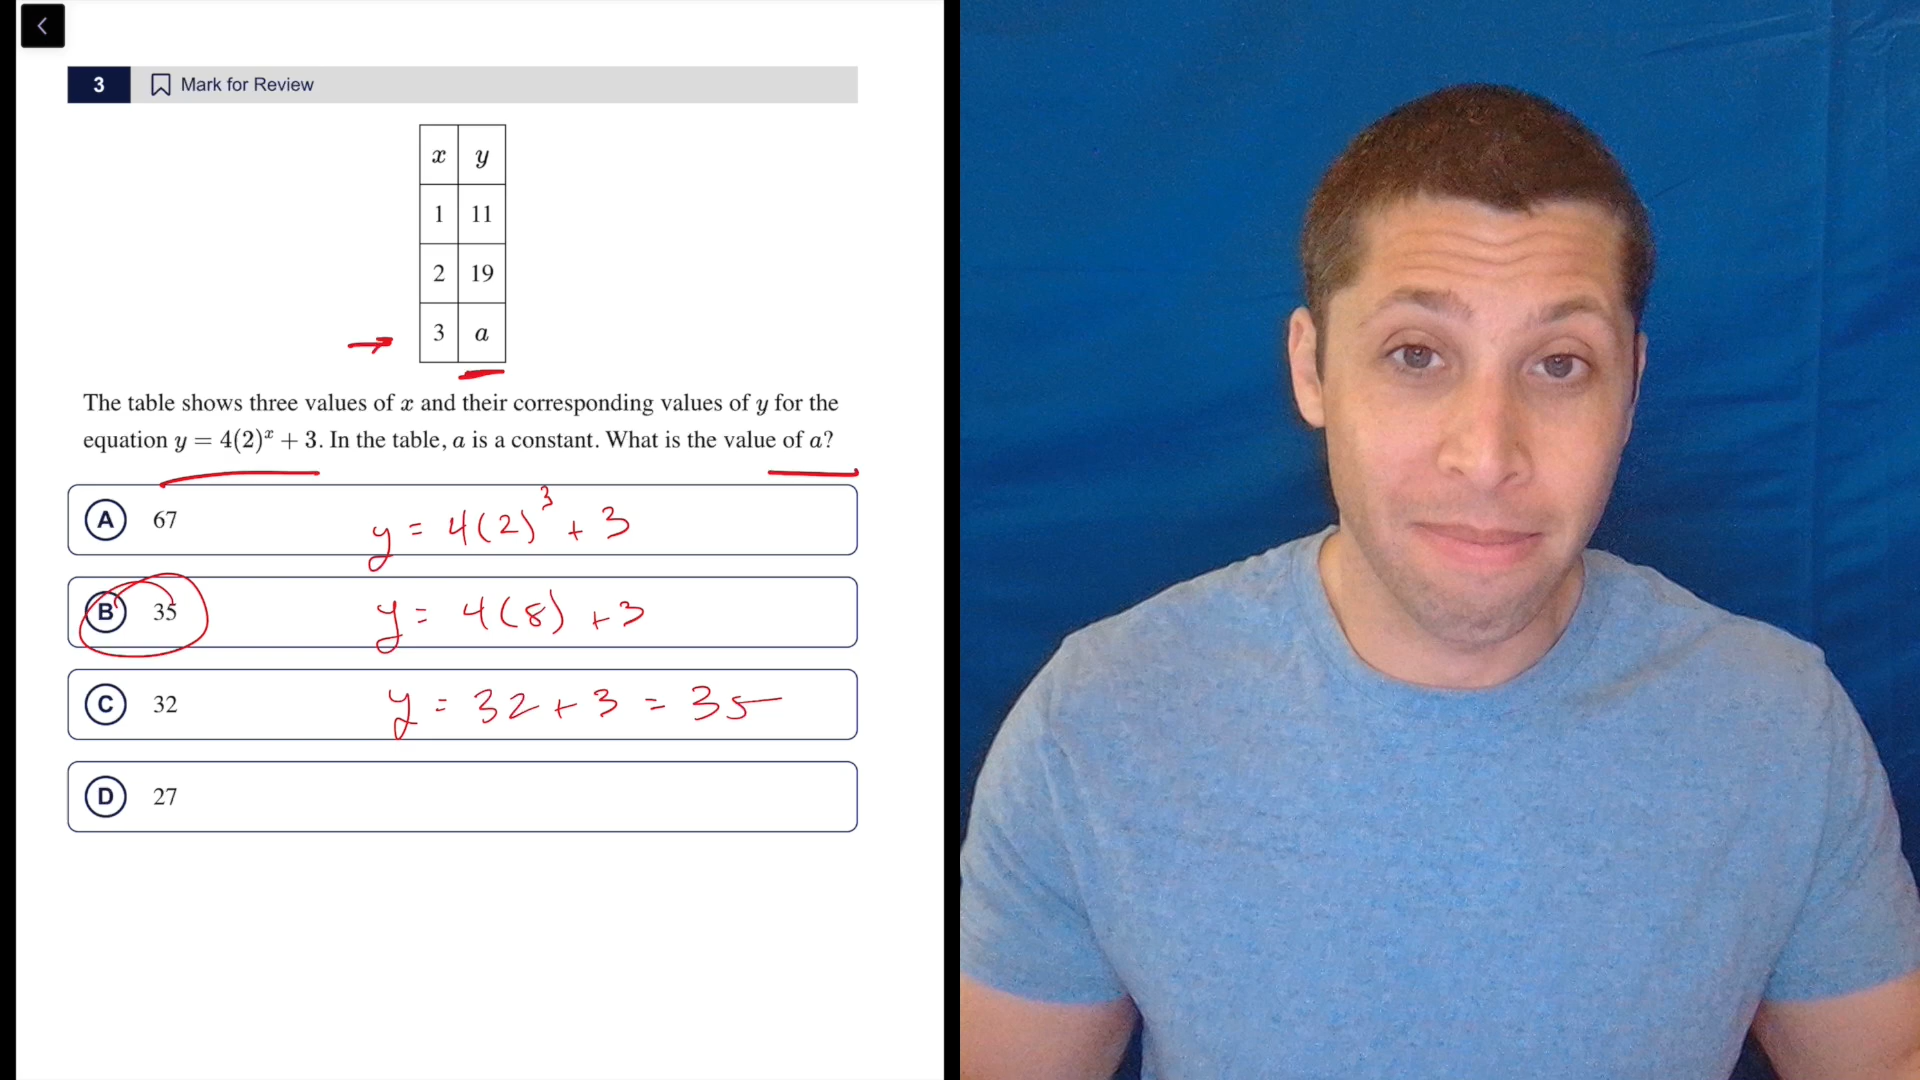 3 Mark for Review
x y
1 11
2 19
3 a
The table shows three values of x and their corresponding values of y for the
equation y = 4(2)ˣ + 3. In the table, a is a constant. What is the value of a?
A 67 y = 4(2)³ + 3
B 35 y = 4(8) + 3
C 32 y = 32 + 3 = 35
D 27